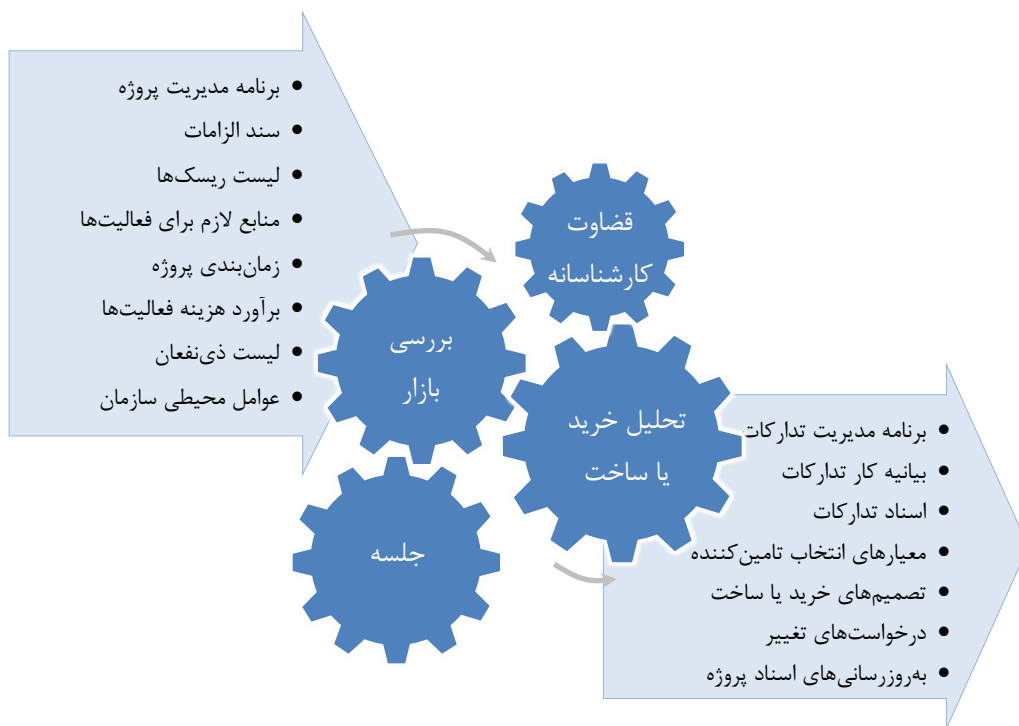 • برنامه مدیریت پروژه
• سند الزامات
• لیست ریسک‌ها
• منابع لازم برای فعالیت‌ها
• زمان‌بندی پروژه
• برآورد هزینه فعالیت‌ها
• لیست ذی‌نفعان
• عوامل محیطی سازمان
قضاوت
کارشناسانه
بررسی
بازار
تحلیل خرید
یا ساخت
جلسه
• برنامه مدیریت تدارکات
• بیانیه کار تدارکات
• اسناد تدارکات
• معیارهای انتخاب تامین‌کننده
• تصمیم‌های خرید یا ساخت
• درخواست‌های تغییر
• به‌روزرسانی‌های اسناد پروژه